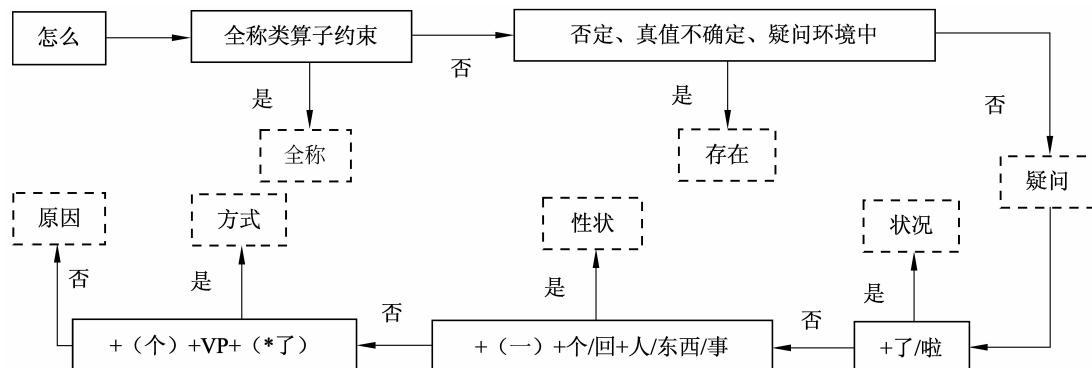 怎么
全称类算子约束
否定、真值不确定、疑问环境中
否
是
是
否
全称
存在
疑问
原因
方式
性状
状况
否
是
否
是
否
是
+（个）+VP+（*了）
+（一）+个/回+人/东西/事
+了/啦